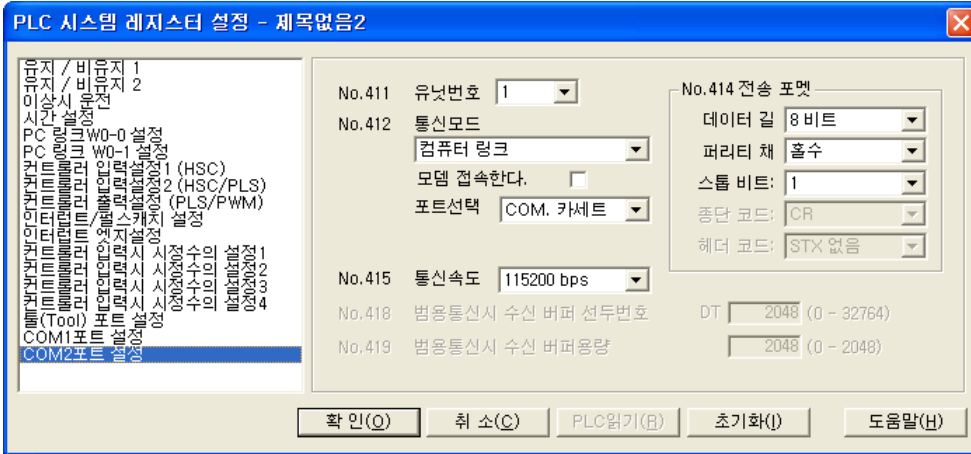 PLC 시스템 레지스터 설정 - 제목없음2
유지 / 비유지 1
유지 / 비유지 2
이상시 운전
시간 설정
PC 링크W0-0 설정
PC 링크 W0-1 설정
컨트롤러 입력설정1 (HSC)
컨트롤러 입력설정2 (HSC/PLS)
컨트롤러 출력설정 (PLS/PWM)
인터럽트/펄스캐치 설정
인터럽트 엣지설정
컨트롤러 입력시 시정수의 설정1
컨트롤러 입력시 시정수의 설정2
컨트롤러 입력시 시정수의 설정3
컨트롤러 입력시 시정수의 설정4
툴(Tool) 포트 설정
COM1포트 설정
COM2포트 설정
No.411 유닛번호 1
No.412 통신모드
컴퓨터 링크
모뎀 접속한다.
포트선택 COM. 카세트
No.414 전송 포멧
데이터 길 8 비트
퍼리티 채 홀수
스톱 비트: 1
종단 코드: CR
헤더 코드: STX 없음
No.415 통신속도 115200 bps
No.418 범용통신시 수신 버퍼 선두번호 DT 2048 (0 - 32764)
No.419 범용통신시 수신 버퍼용량 2048 (0 - 2048)
확 인(O) 취 소(C) PLC읽기(R) 초기화(I) 도움말(H)